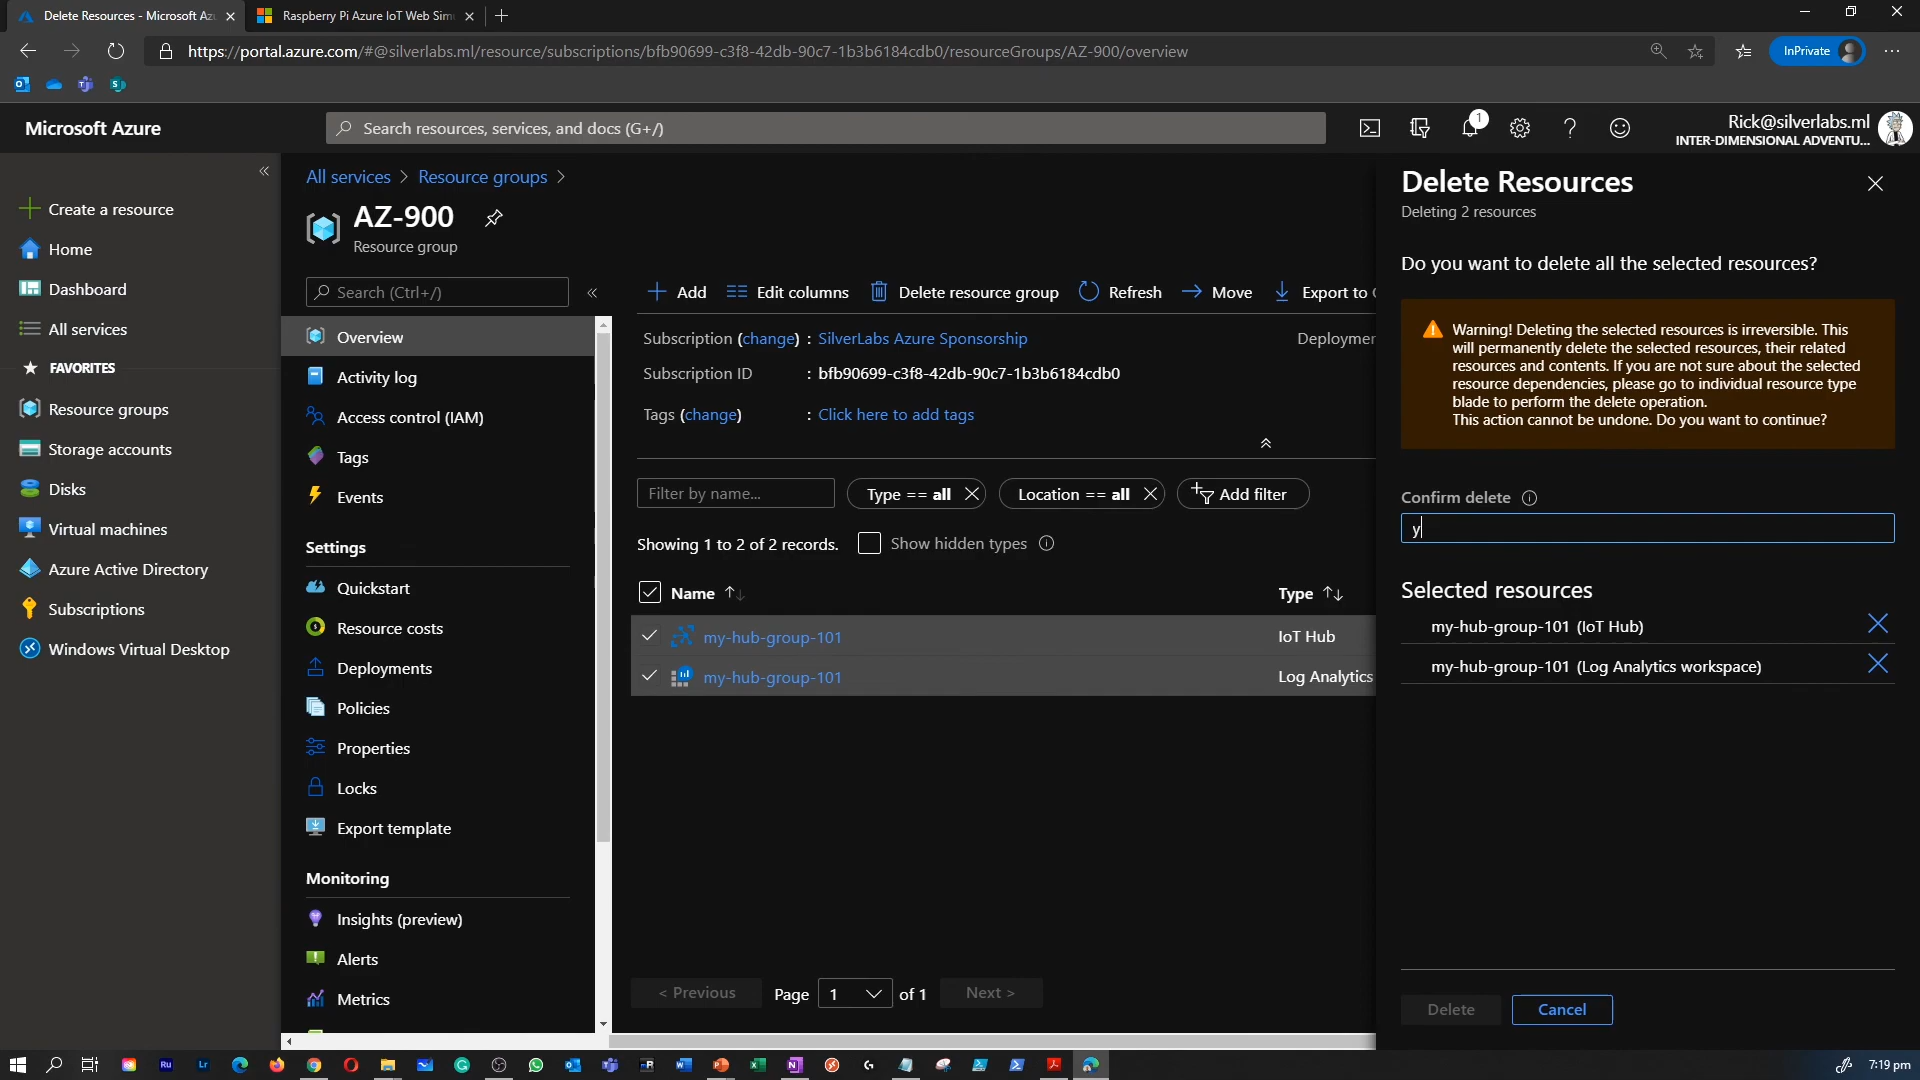 Delete Resources - Microsoft Az
Raspberry Pi Azure IoT Web Sim
https://portal.azure.com/#@silverlabs.ml/resource/subscriptions/bfb90699-c3f8-42db-90c7-1b3b6184cdb0/resourceGroups/AZ-900/overview
InPrivate
Microsoft Azure
Search resources, services, and docs (G+/)
1
Rick@silverlabs.ml
INTER-DIMENSIONAL ADVENTU...
Create a resource
Home
Dashboard
All services
FAVORITES
Resource groups
Storage accounts
Disks
Virtual machines
Azure Active Directory
Subscriptions
Windows Virtual Desktop
All services > Resource groups >
AZ-900
Resource group
Search (Ctrl+/)
Overview
Activity log
Access control (IAM)
Tags
Events
Settings
Quickstart
Resource costs
Deployments
Policies
Properties
Locks
Export template
Monitoring
Insights (preview)
Alerts
Metrics
Add
Edit columns
Delete resource group
Refresh
Move
Export to C
Subscription (change) : SilverLabs Azure Sponsorship
Deploymen
Subscription ID : bfb90699-c3f8-42db-90c7-1b3b6184cdb0
Tags (change) : Click here to add tags
Filter by name...
Type == all
Location == all
Add filter
Showing 1 to 2 of 2 records.
Show hidden types
Name
Type
my-hub-group-101
IoT Hub
my-hub-group-101
Log Analytics
< Previous
Page 1 of 1
Next >
Delete Resources
Deleting 2 resources
Do you want to delete all the selected resources?
Warning! Deleting the selected resources is irreversible. This
will permanently delete the selected resources, their related
resources and contents. If you are not sure about the selected
resource dependencies, please go to individual resource type
blade to perform the delete operation.
This action cannot be undone. Do you want to continue?
Confirm delete
y
Selected resources
my-hub-group-101 (IoT Hub)
my-hub-group-101 (Log Analytics workspace)
Delete
Cancel
7:19 pm